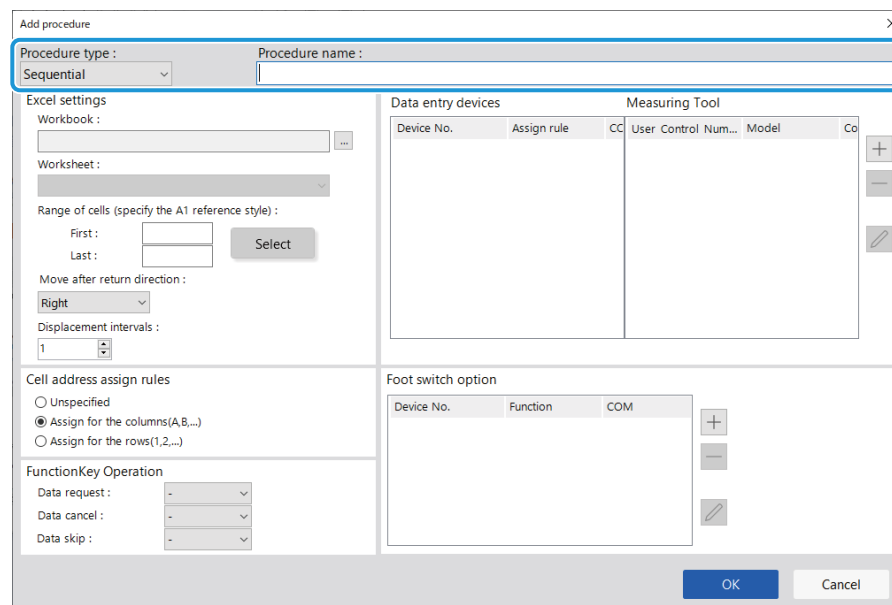 Add procedure
Procedure type :
Procedure name :
Sequential
Excel settings
Workbook :
...
Worksheet :
Range of cells (specify the A1 reference style) :
First :
Last :
Select
Move after return direction :
Right
Displacement intervals :
1
Data entry devices
Measuring Tool
Device No. Assign rule CC User Control Num... Model Co
Cell address assign rules
Unspecified
Assign for the columns(A,B,...)
Assign for the rows(1,2,...)
FunctionKey Operation
Data request : -
Data cancel : -
Data skip : -
Foot switch option
Device No. Function COM
OK
Cancel